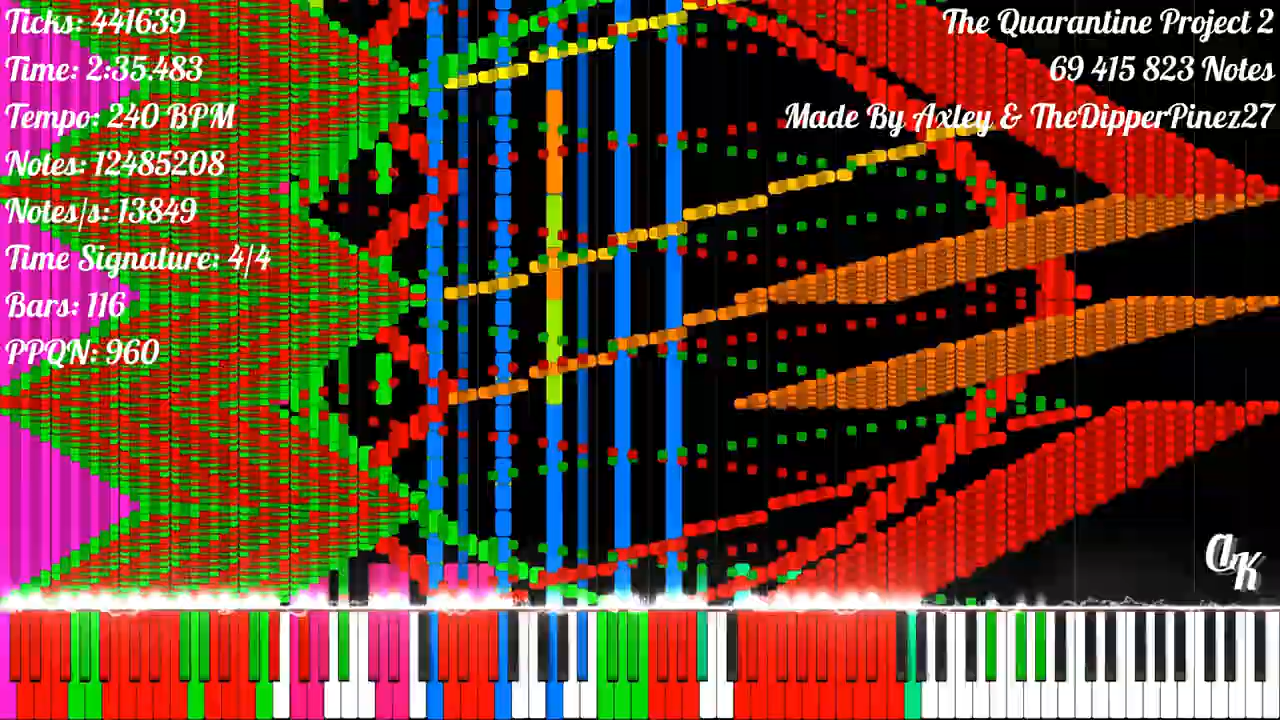 Ticks: 441639
Time: 2:35.483
Tempo: 240 BPM
Notes: 12485208
Notes/s: 13849
Time Signature: 4/4
Bars: 116
PPQN: 960
The Quarantine Project 2
69 415 823 Notes
Made By Axley & TheDipperPinez27
AK